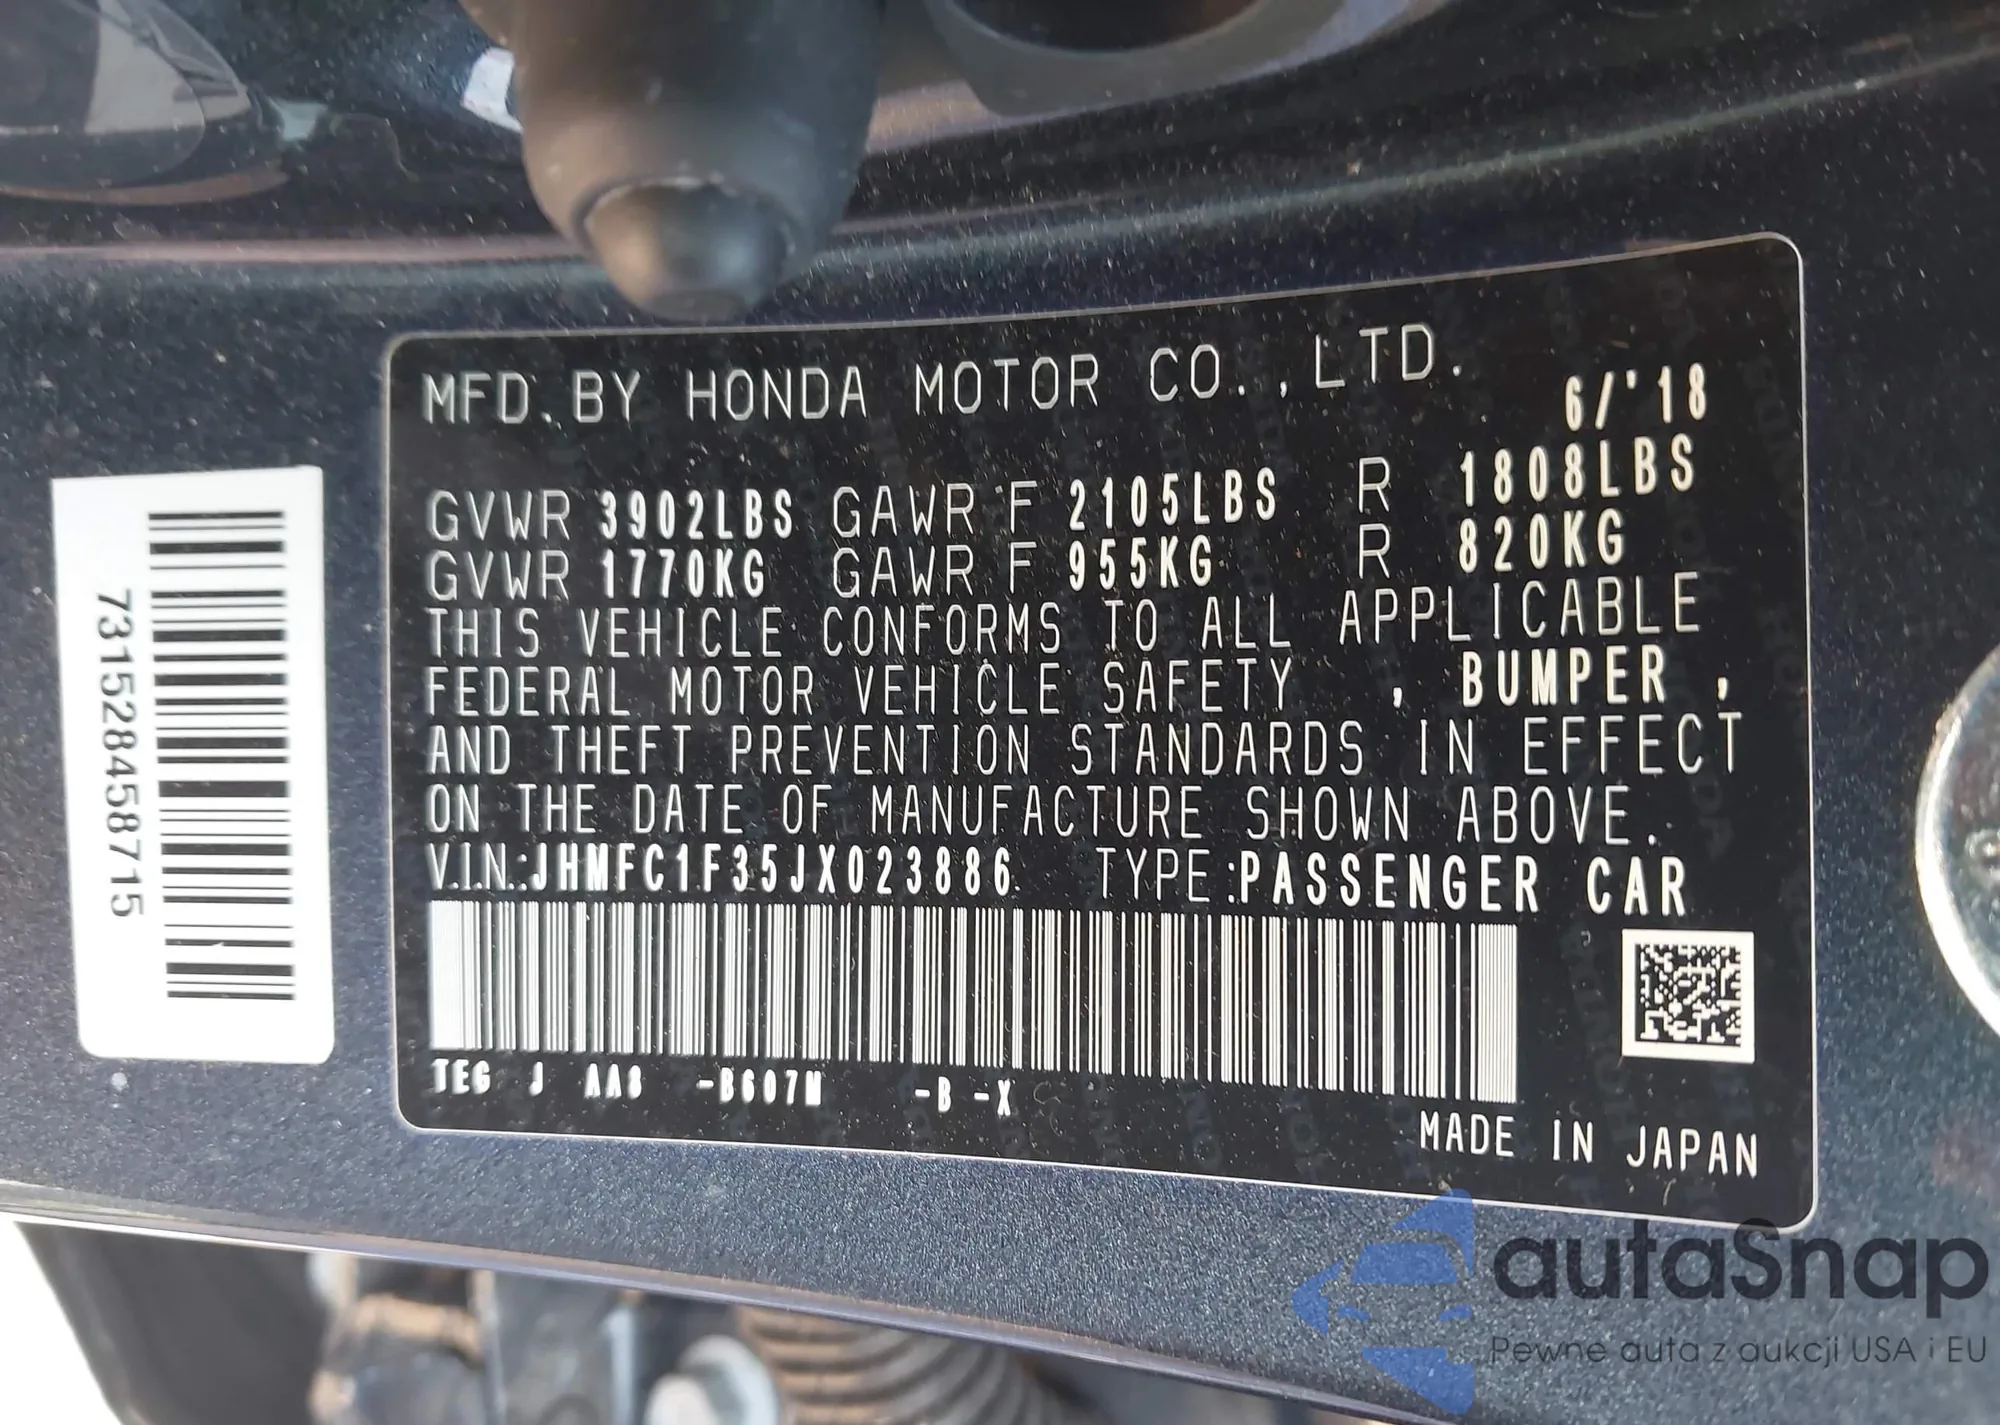 MFD.BY HONDA MOTOR CO.,LTD.
6/'18
GVWR 3902LBS GAWR F 2105LBS R 1808LBS
GVWR 1770KG GAWR F 955KG R 820KG
THIS VEHICLE CONFORMS TO ALL APPLICABLE
FEDERAL MOTOR VEHICLE SAFETY , BUMPER ,
AND THEFT PREVENTION STANDARDS IN EFFECT
ON THE DATE OF MANUFACTURE SHOWN ABOVE.
V.I.N.:JHMFC1F35JX023886 TYPE:PASSENGER CAR
TEG J AA8 -B607M -B -X
MADE IN JAPAN
731528458715
autaSnap
Pewne auta z aukcji USA i EU